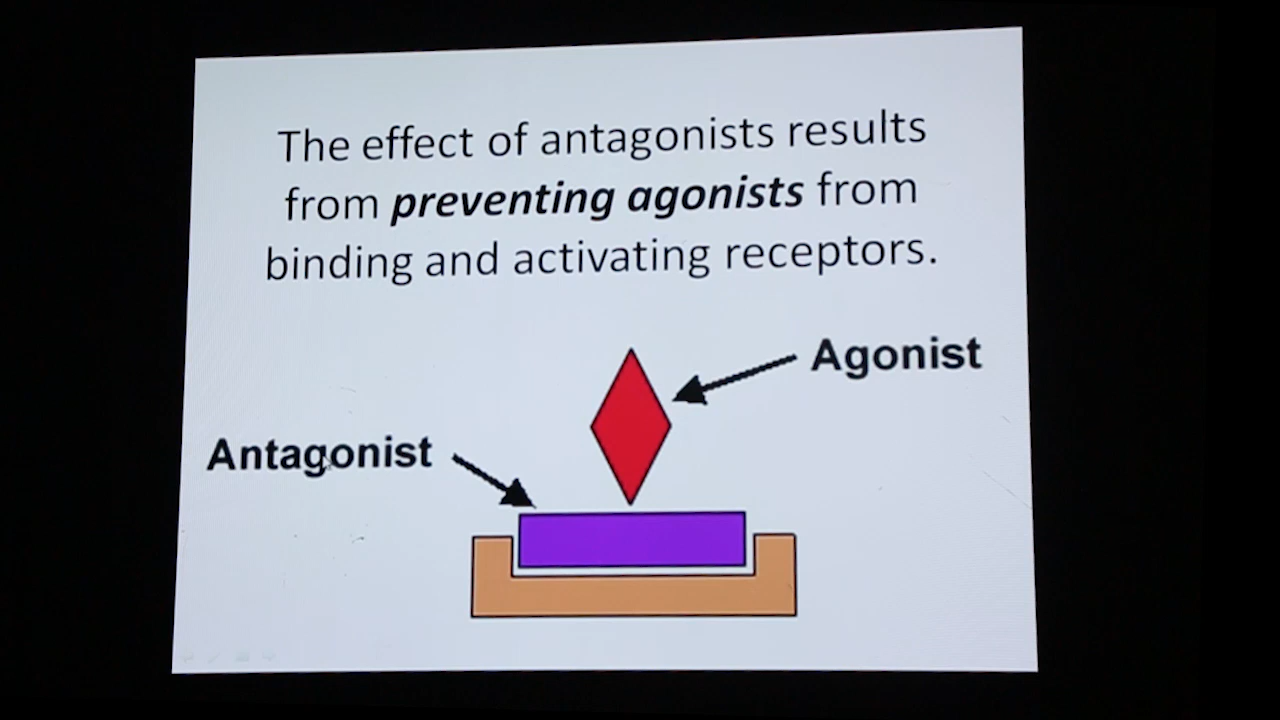 The effect of antagonists results
from preventing agonists from
binding and activating receptors.
Agonist
Antagonist